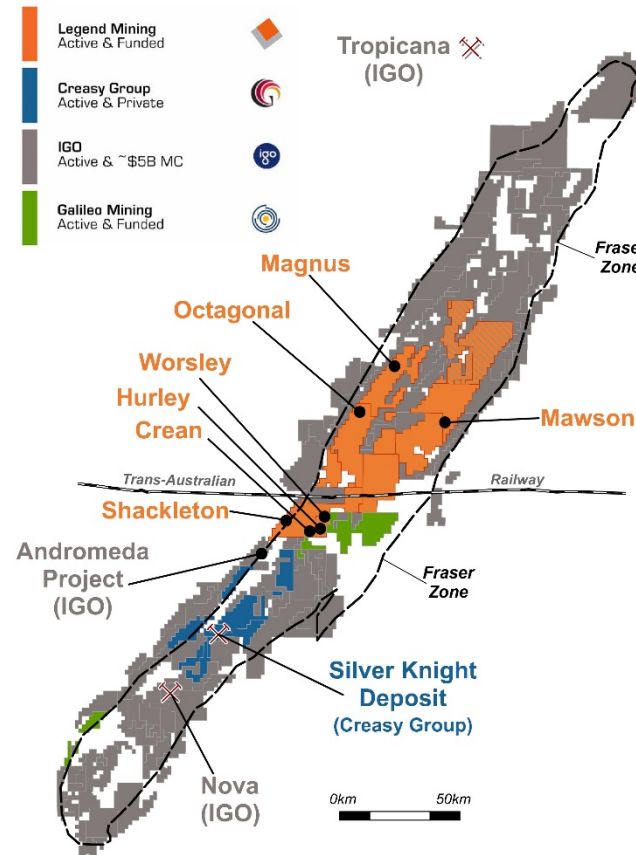 Legend Mining
Active & Funded
Creasy Group
Active & Private
IGO
Active & ~$5B MC
igo
Galileo Mining
Active & Funded
Tropicana
(IGO)
Fraser
Zone
Magnus
Octagonal
Worsley
Hurley
Crean
Mawson
Trans-Australian
Railway
Shackleton
Andromeda
Project
(IGO)
Fraser
Zone
Silver Knight
Deposit
(Creasy Group)
Nova
(IGO)
0km
50km